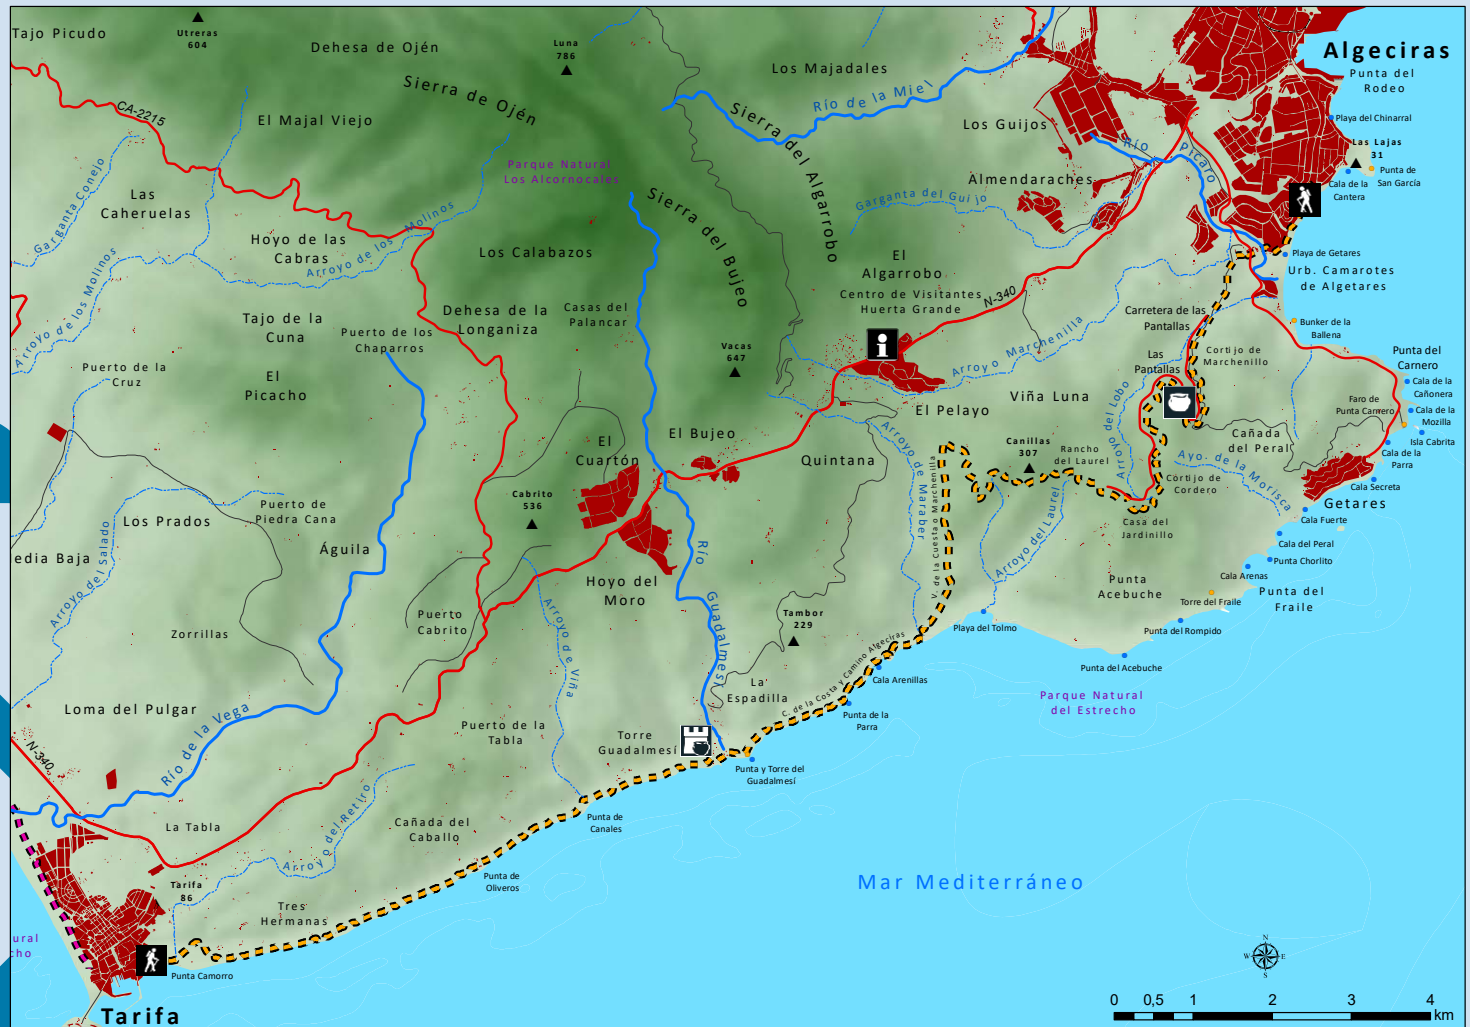 Tajo Picudo
Utreras
604
Dehesa de Ojén
Luna
786
Los Majadales
Algeciras
Punta del
Rodeo
Sierra de Ojén
Río de la Miel
CA-2215
El Majal Viejo
Sierra del Algarrobo
Los Guijos
Playa del Chinarral
Río Picaro
Las Lajas
31
Garganta Conejo
Parque Natural
Los Alcornocales
Punta de
San García
Cala de la
Cantera
Las
Caheruelas
Almendaraches
Garganta del Guijo
Sierra del Bujeo
Arroyo de los Molinos
Hoyo de las
Cabras
Los Calabazos
El
Algarrobo
Playa de Getares
Urb. Camarotes
de Algetares
Arroyo de los Molinos
Centro de Visitantes
Huerta Grande
N-340
Dehesa de la
Longaniza
Casas del
Palancar
Carretera de las
Pantallas
Tajo de la
Cuna
Puerto de los
Chaparros
Bunker de la
Ballena
Arroyo Marchenilla
Vacas
647
Cortijo de
Marchenillo
Las
Pantallas
Punta del
Carnero
Puerto de la
Cruz
El
Picacho
Cala de la
Cañonera
Viña Luna
El Pelayo
Arroyo del Lobo
Faro de
Punta Carnero
Cala de la
Mozilla
Isla Cabrita
El Bujeo
El
Cuartón
Canillas
307
Rancho
del Laurel
Cañada
del Peral
Cala de la
Parra
Quintana
Arroyo de Maraber
V. de la Cuesta o Marchenilla
Ayo. de la Morisca
Cortijo de
Cordero
Cala Secreta
Getares
Cabrito
536
Puerto de
Piedra Cana
Los Prados
Casa del
Jardinillo
Cala Fuerte
Arroyo del Salado
Arroyo del Laurel
Águila
edia Baja
Cala del Peral
Punta Chorlito
Cala Arenas
Río Guadalmesí
Hoyo del
Moro
Punta
Acebuche
Punta del
Fraile
Torre del Fraile
Tambor
229
Puerto
Cabrito
Arroyo de Viña
Playa del Tolmo
Zorrillas
Punta del Rompido
C. de la Costa y Camino Algeciras
Punta del Acebuche
Cala Arenillas
La
Espadilla
Parque Natural
del Estrecho
Loma del Pulgar
Río de la Vega
Punta de la
Parra
Puerto de la
Tabla
Torre
Guadalmesí
N-340
Punta y Torre del
Guadalmesí
Arroyo del Retiro
La Tabla
Cañada del
Caballo
Punta de
Canales
Punta de
Oliveros
Mar Mediterráneo
Tarifa
86
Tres
Hermanas
ural
cho
Punta Camorro
N
W
E
S
Tarifa
0 0,5 1 2 3 4
km